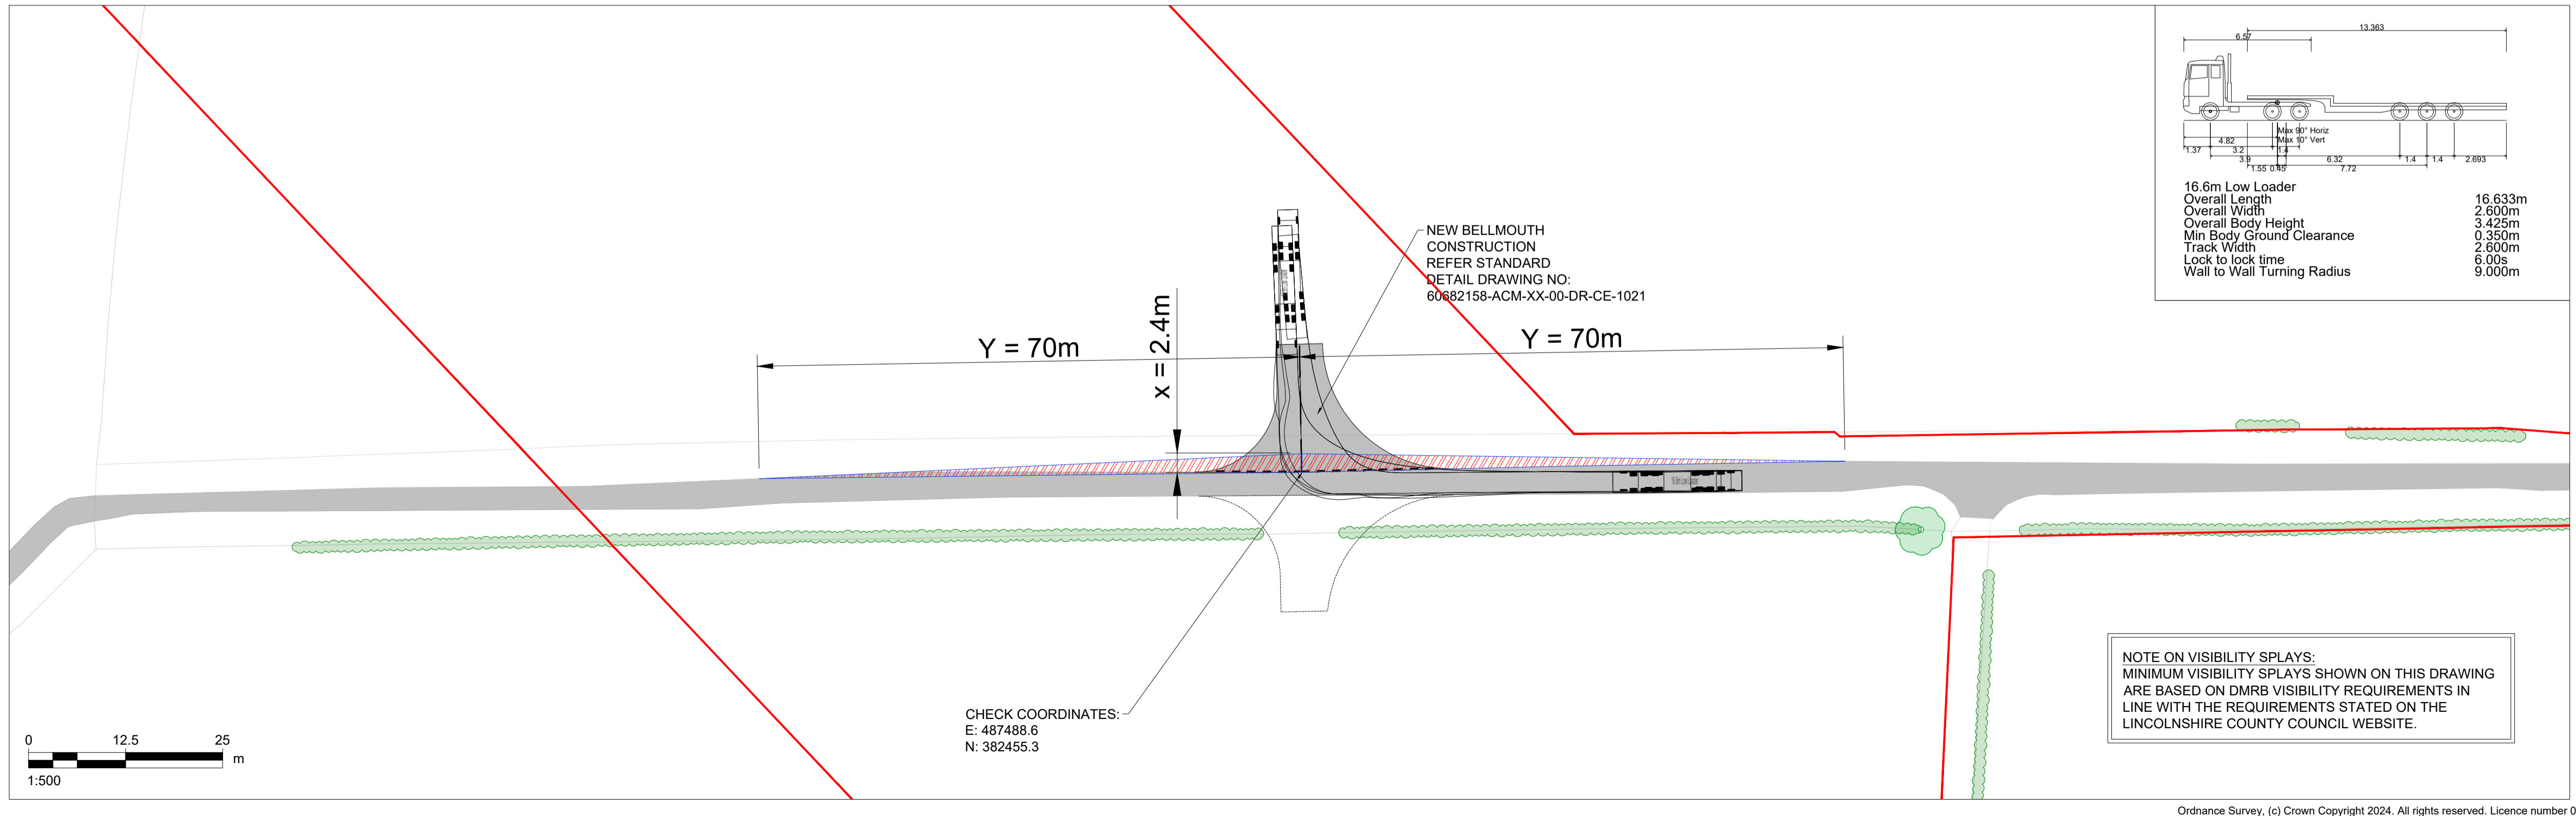 13.363
6.57
Max 90° Horiz
Max 10° Vert
4.82
1.37
3.2
1.4
3.9
6.32
1.4
1.4
2.693
1.55
0.45
7.72
16.6m Low Loader
Overall Length 16.633m
Overall Width 2.600m
Overall Body Height 3.425m
Min Body Ground Clearance 0.350m
Track Width 2.600m
Lock to lock time 6.00s
Wall to Wall Turning Radius 9.000m
NEW BELLMOUTH
CONSTRUCTION
REFER STANDARD
DETAIL DRAWING NO:
60682158-ACM-XX-00-DR-CE-1021
Y = 70m
Y = 70m
x = 2.4m
16.6m Low Loader
CHECK COORDINATES:
E: 487488.6
N: 382455.3
NOTE ON VISIBILITY SPLAYS:
MINIMUM VISIBILITY SPLAYS SHOWN ON THIS DRAWING
ARE BASED ON DMRB VISIBILITY REQUIREMENTS IN
LINE WITH THE REQUIREMENTS STATED ON THE
LINCOLNSHIRE COUNTY COUNCIL WEBSITE.
0 12.5 25
m
1:500
Ordnance Survey, (c) Crown Copyright 2024. All rights reserved. Licence number 0